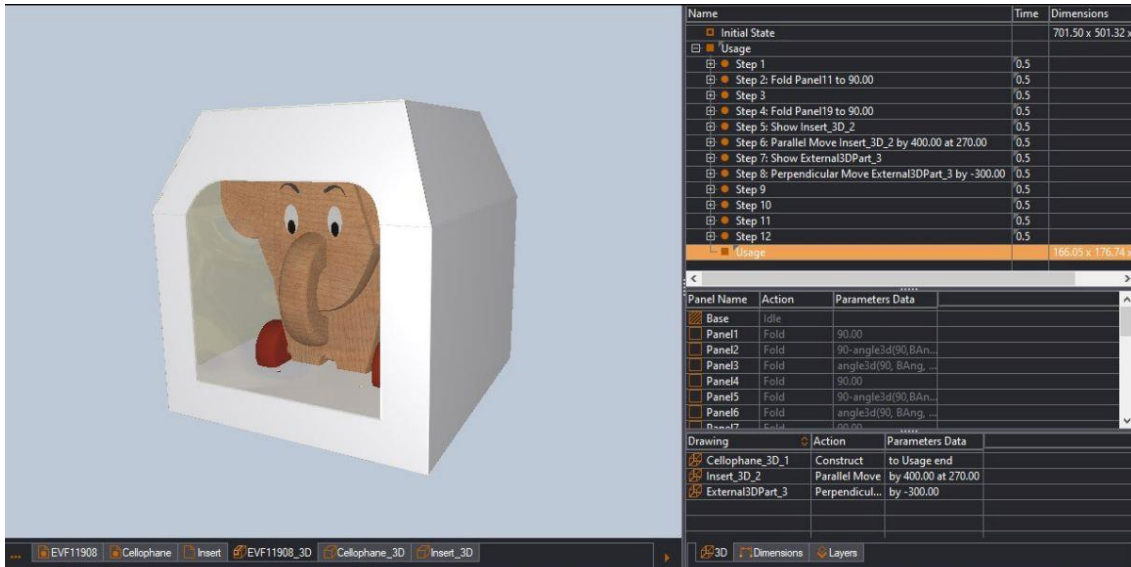 Name Time Dimensions
Initial State 701.50 x 501.32 x
Usage
Step 1 0.5
Step 2: Fold Panel11 to 90.00 0.5
Step 3 0.5
Step 4: Fold Panel19 to 90.00 0.5
Step 5: Show Insert_3D_2 0.5
Step 6: Parallel Move Insert_3D_2 by 400.00 at 270.00 0.5
Step 7: Show External3DPart_3 0.5
Step 8: Perpendicular Move External3DPart_3 by -300.00 0.5
Step 9 0.5
Step 10 0.5
Step 11 0.5
Step 12 0.5
Usage 166.05 x 176.74 x
Panel Name Action Parameters Data
Base Idle
Panel1 Fold 90.00
Panel2 Fold 90-angle3d(90,BAn...
Panel3 Fold angle3d(90, BAng, ...
Panel4 Fold 90.00
Panel5 Fold 90-angle3d(90,BAn...
Panel6 Fold angle3d(90, BAng, ...
Panel7 Fold 90.00
Drawing Action Parameters Data
Cellophane_3D_1 Construct to Usage end
Insert_3D_2 Parallel Move by 400.00 at 270.00
External3DPart_3 Perpendicul... by -300.00
... EVF11908 Cellophane Insert EVF11908_3D Cellophane_3D Insert_3D
3D Dimensions Layers